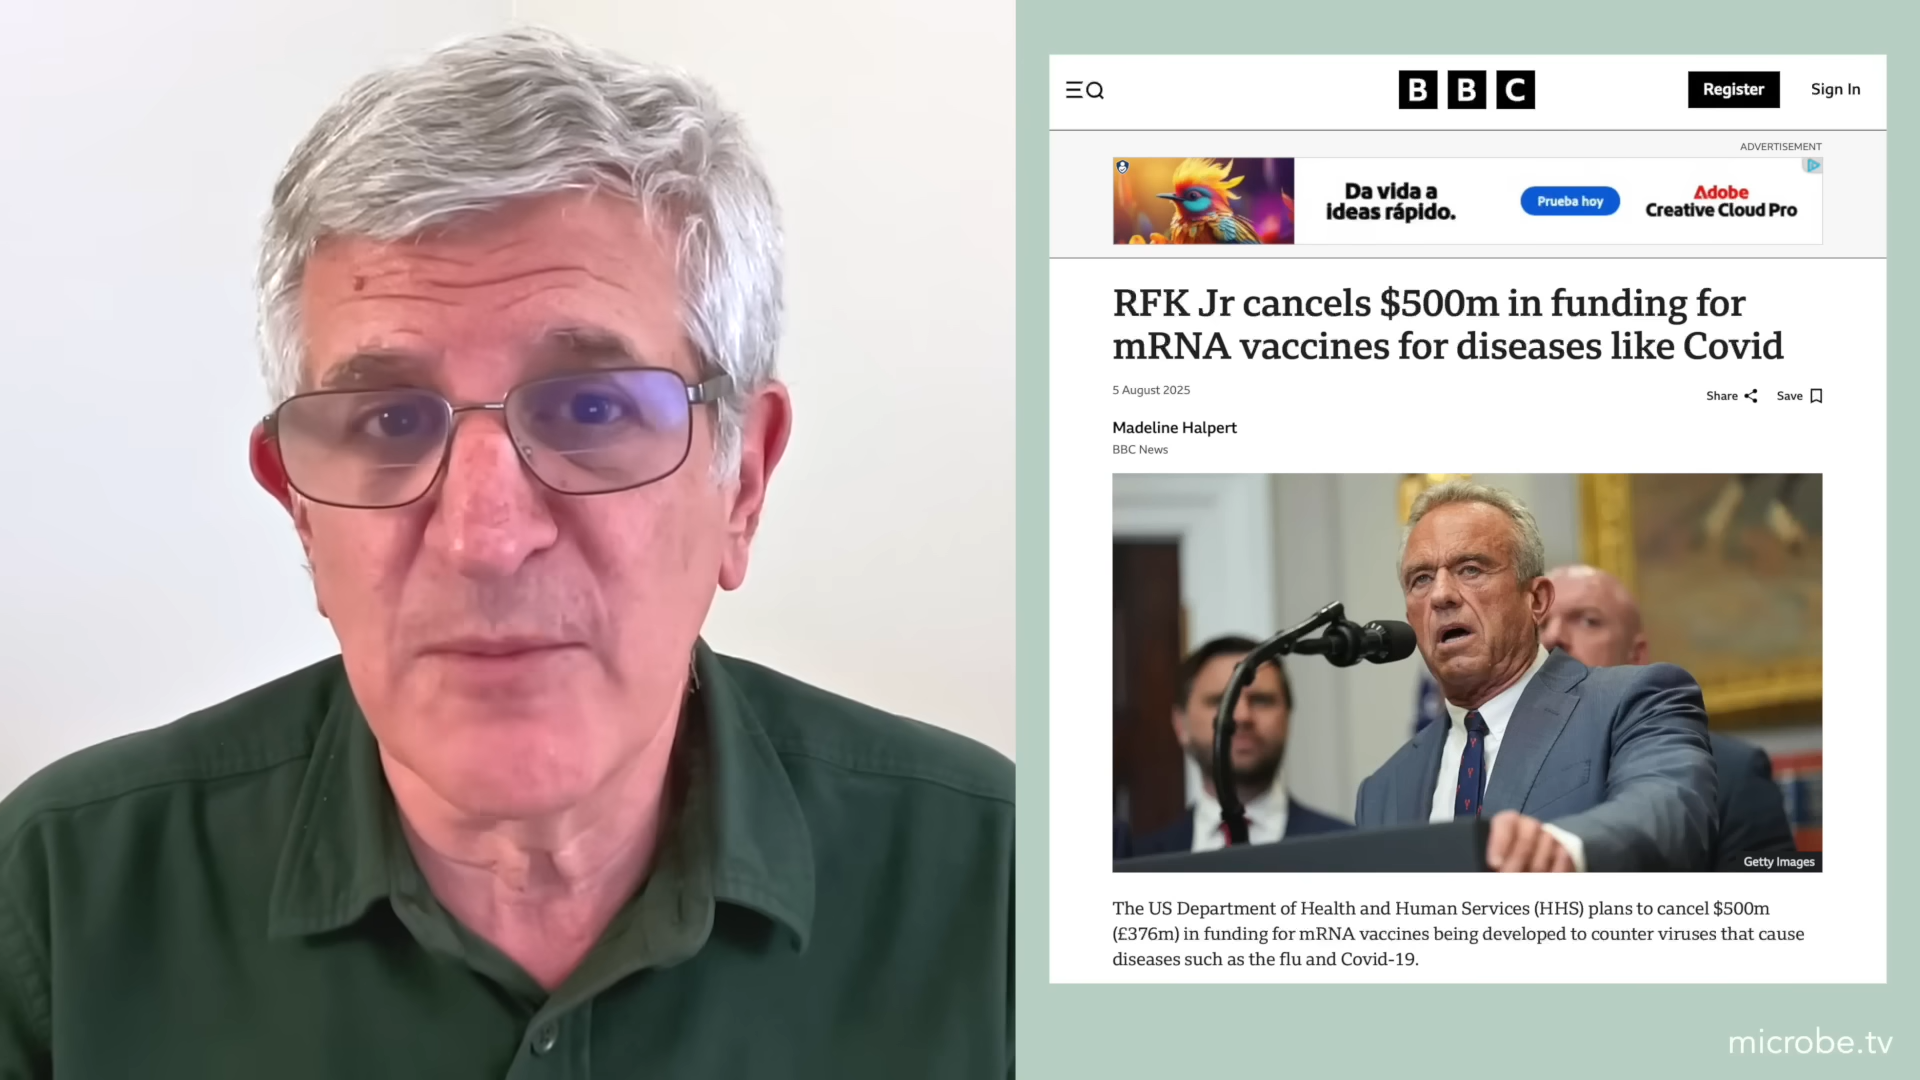 BBC
Register
Sign In
ADVERTISEMENT
Da vida a
ideas rápido.
Prueba hoy
Adobe
Creative Cloud Pro
RFK Jr cancels $500m in funding for
mRNA vaccines for diseases like Covid
5 August 2025
Share
Save
Madeline Halpert
BBC News
Getty Images
The US Department of Health and Human Services (HHS) plans to cancel $500m
(£376m) in funding for mRNA vaccines being developed to counter viruses that cause
diseases such as the flu and Covid-19.
microbe.tv